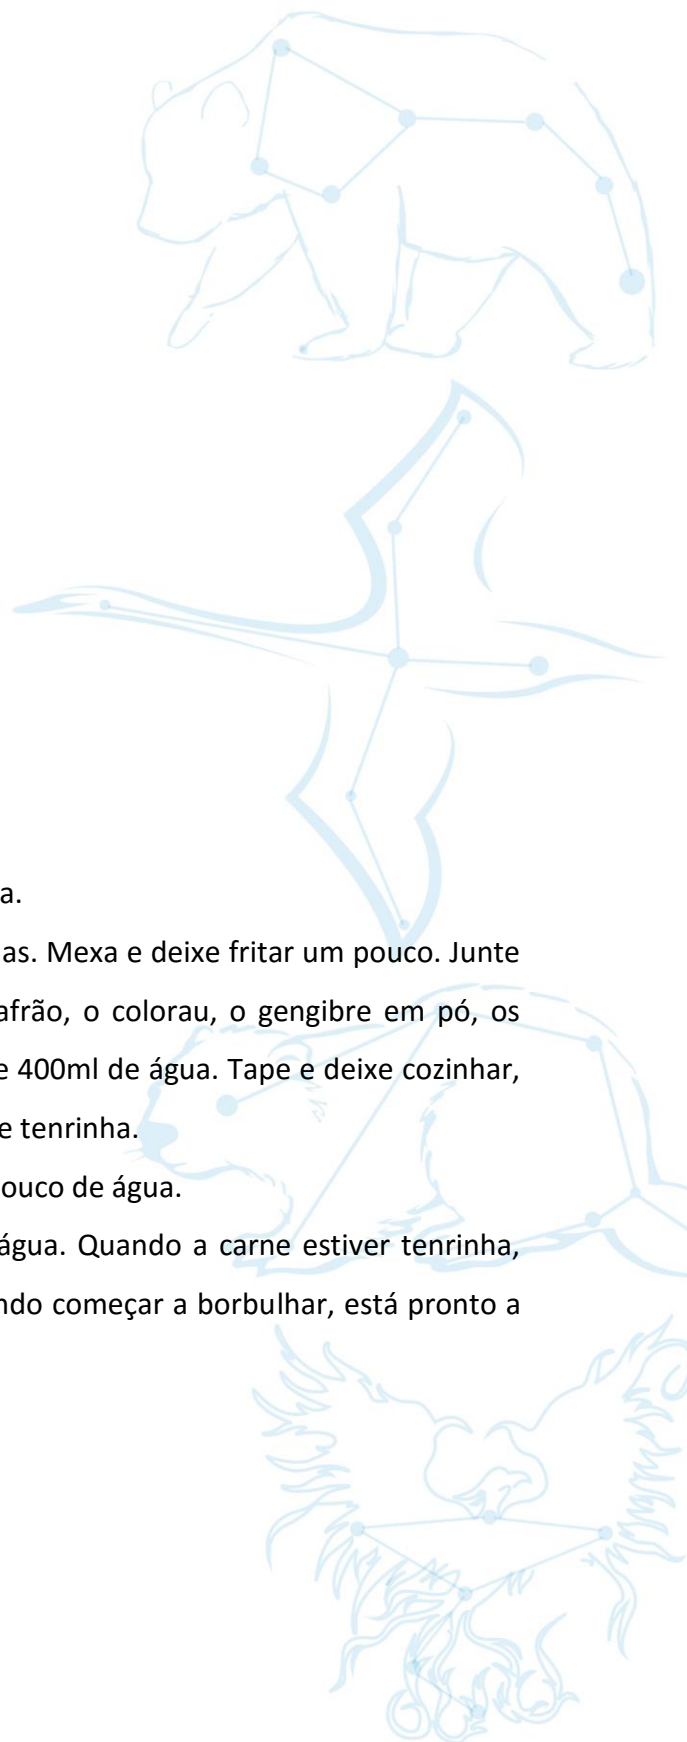 a.
as. Mexa e deixe fritar um pouco. Junte
afrão, o colorau, o gengibre em pó, os
e 400ml de água. Tape e deixe cozinhar,
e tenrinha.
ouco de água.
água. Quando a carne estiver tenrinha,
ndo começar a borbulhar, está pronto a